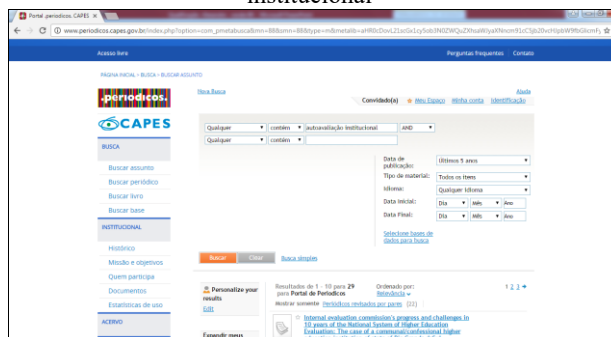 institucional
Portal .periodicos. CAPES
www.periodicos.capes.gov.br/index.php?option=com_pmetabusca&mn=88&smn=88&type=m&metalib=
Acesso livre
Perguntas frequentes Contato
PÁGINA INICIAL > BUSCA > BUSCAR ASSUNTO
.periodicos.
CAPES
BUSCA
Buscar assunto
Buscar periódico
Buscar livro
Buscar base
INSTITUCIONAL
Histórico
Missão e objetivos
Quem participa
Documentos
Estatísticas de uso
ACERVO
Nova Busca
Ajuda
Convidado(a) Meu Espaço Minha conta Identificação
Qualquer contém autoavaliação institucional AND
Qualquer contém
Data de publicação: Últimos 5 anos
Tipo de material: Todos os itens
Idioma: Qualquer idioma
Data Inicial: Dia Mês Ano
Data Final: Dia Mês Ano
Selecione bases de
dados para busca
Buscar Limpar Busca simples
Personalize your
results
Edit
Expandir meus
Resultados de 1 - 10 para 29
para Portal de Periodicos
Ordenado por:
Relevância
1 2 3
Mostrar somente Periódicos revisados por pares (22)
Internal evaluation commission's progress and challenges in
10 years of the National System of Higher Education
Evaluation: The case of a communal/confessional higher